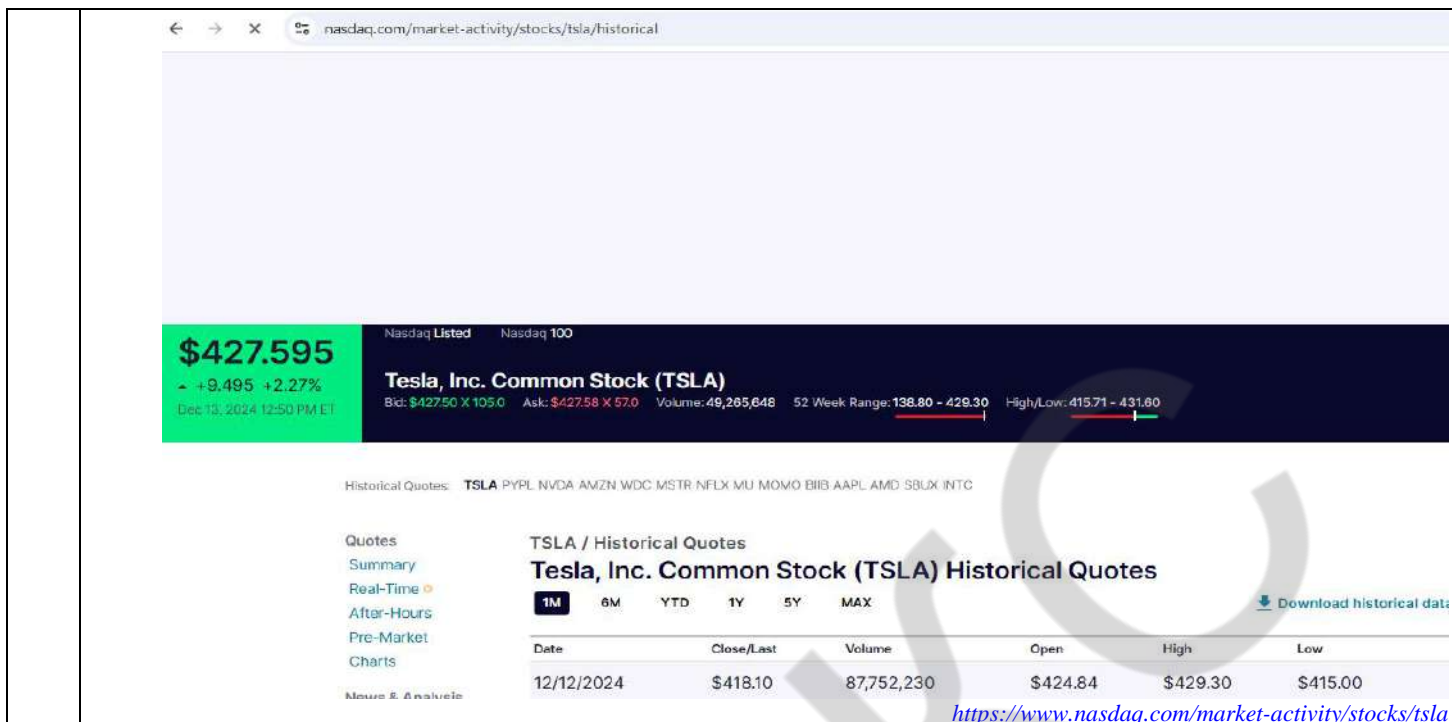 nasdaq.com/market-activity/stocks/tsla/historical
$427.595
+9.495 +2.27%
Dec 13, 2024 12:50 PM ET
Nasdaq Listed Nasdaq 100
Tesla, Inc. Common Stock (TSLA)
Bid: $427.50 X 105.0 Ask: $427.58 X 57.0 Volume: 49,265,648 52 Week Range: 138.80 - 429.30 High/Low: 415.71 - 431.60
Historical Quotes: TSLA PYPL NVDA AMZN WDC MSTR NFLX MU MOMO BIIB AAPL AMD SBUX INTC
Quotes
Summary
Real-Time
After-Hours
Pre-Market
Charts
News & Analysis
TSLA / Historical Quotes
Tesla, Inc. Common Stock (TSLA) Historical Quotes
1M 6M YTD 1Y 5Y MAX
Download historical data
Date Close/Last Volume Open High Low
12/12/2024 $418.10 87,752,230 $424.84 $429.30 $415.00
https://www.nasdaq.com/market-activity/stocks/tsla